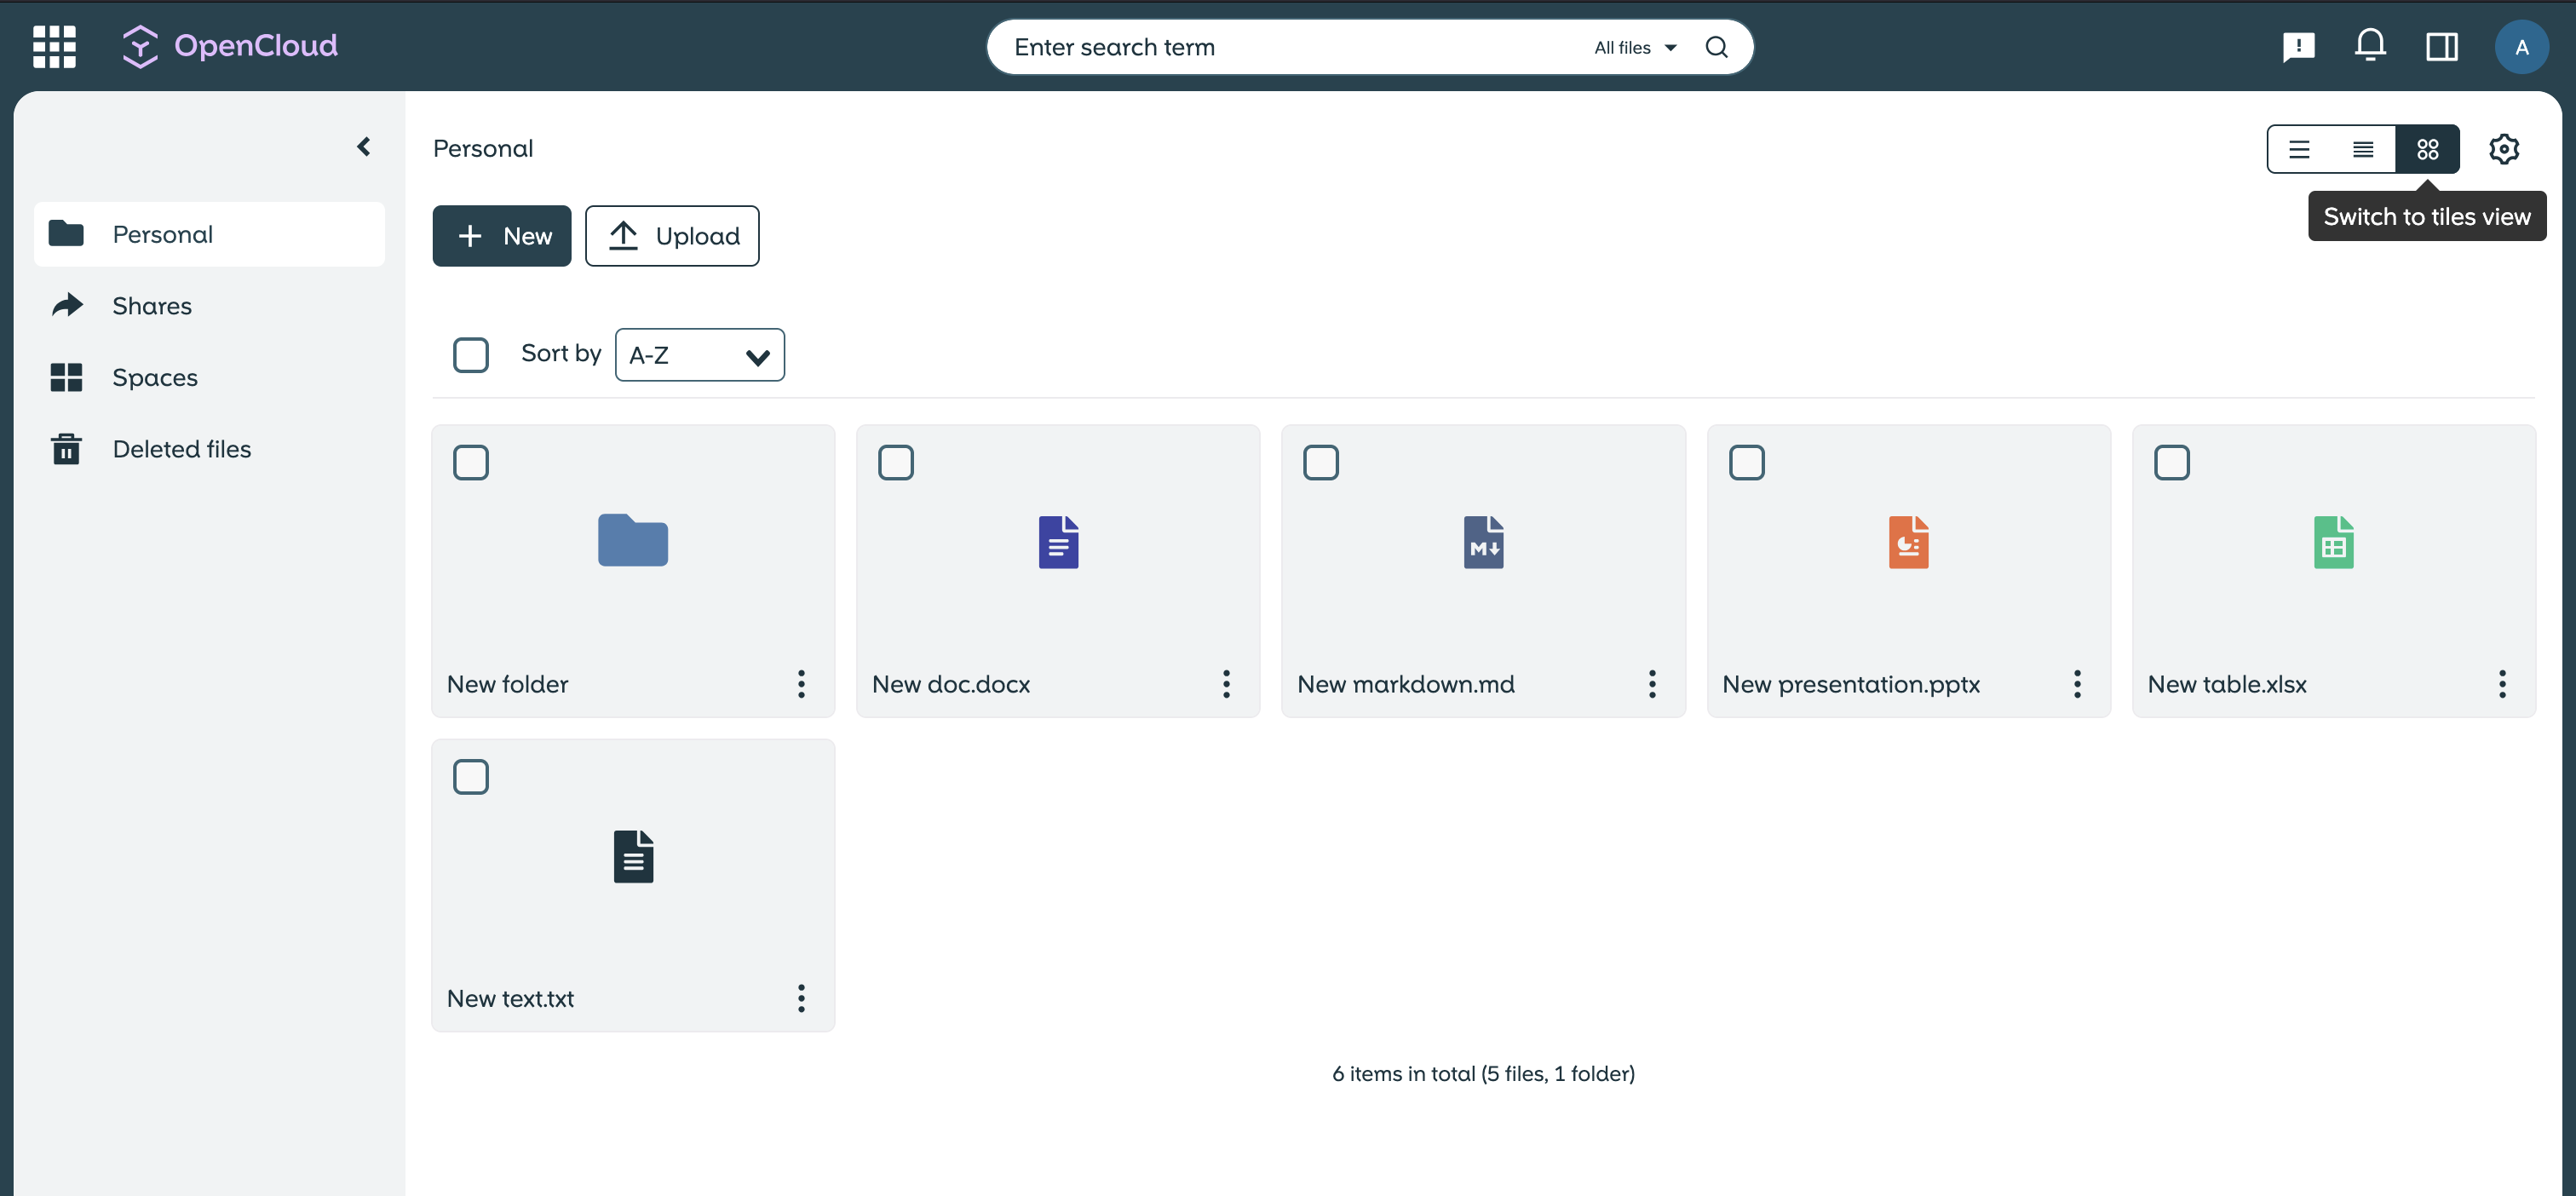 OpenCloud
Enter search term
All files
A
Personal
Shares
Spaces
Deleted files
Personal
Switch to tiles view
New
Upload
Sort by
A-Z
New folder
New doc.docx
M
New markdown.md
New presentation.pptx
New table.xlsx
New text.txt
6 items in total (5 files, 1 folder)